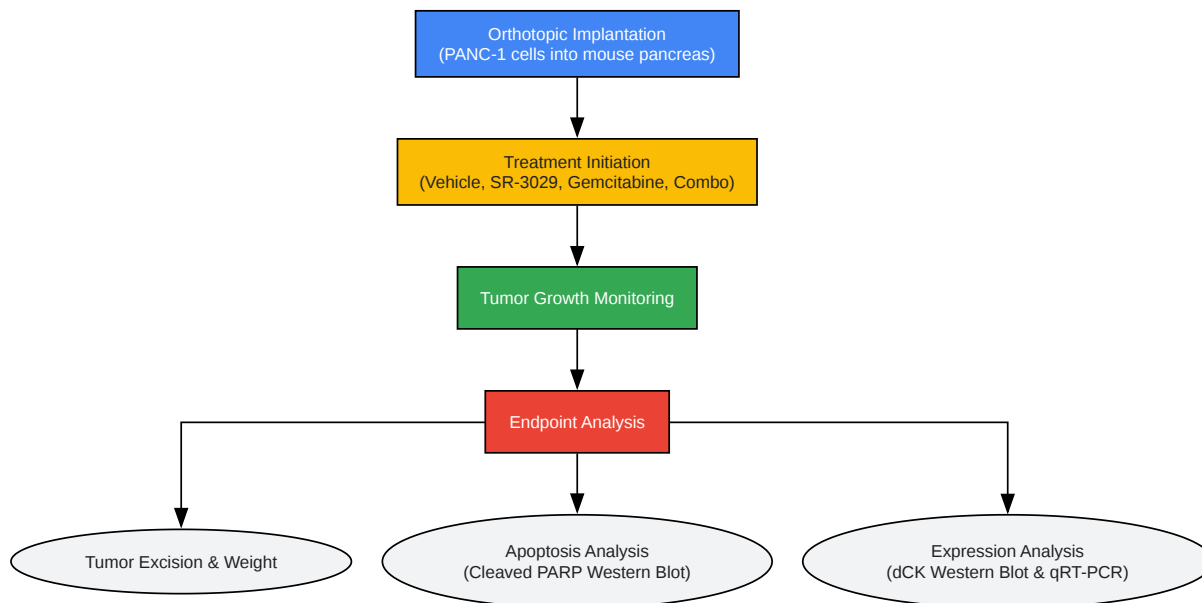 Orthotopic Implantation
(PANC-1 cells into mouse pancreas)
Treatment Initiation
(Vehicle, SR-3029, Gemcitabine, Combo)
Tumor Growth Monitoring
Endpoint Analysis
Tumor Excision & Weight
Apoptosis Analysis
(Cleaved PARP Western Blot)
Expression Analysis
(dCK Western Blot & qRT-PCR)